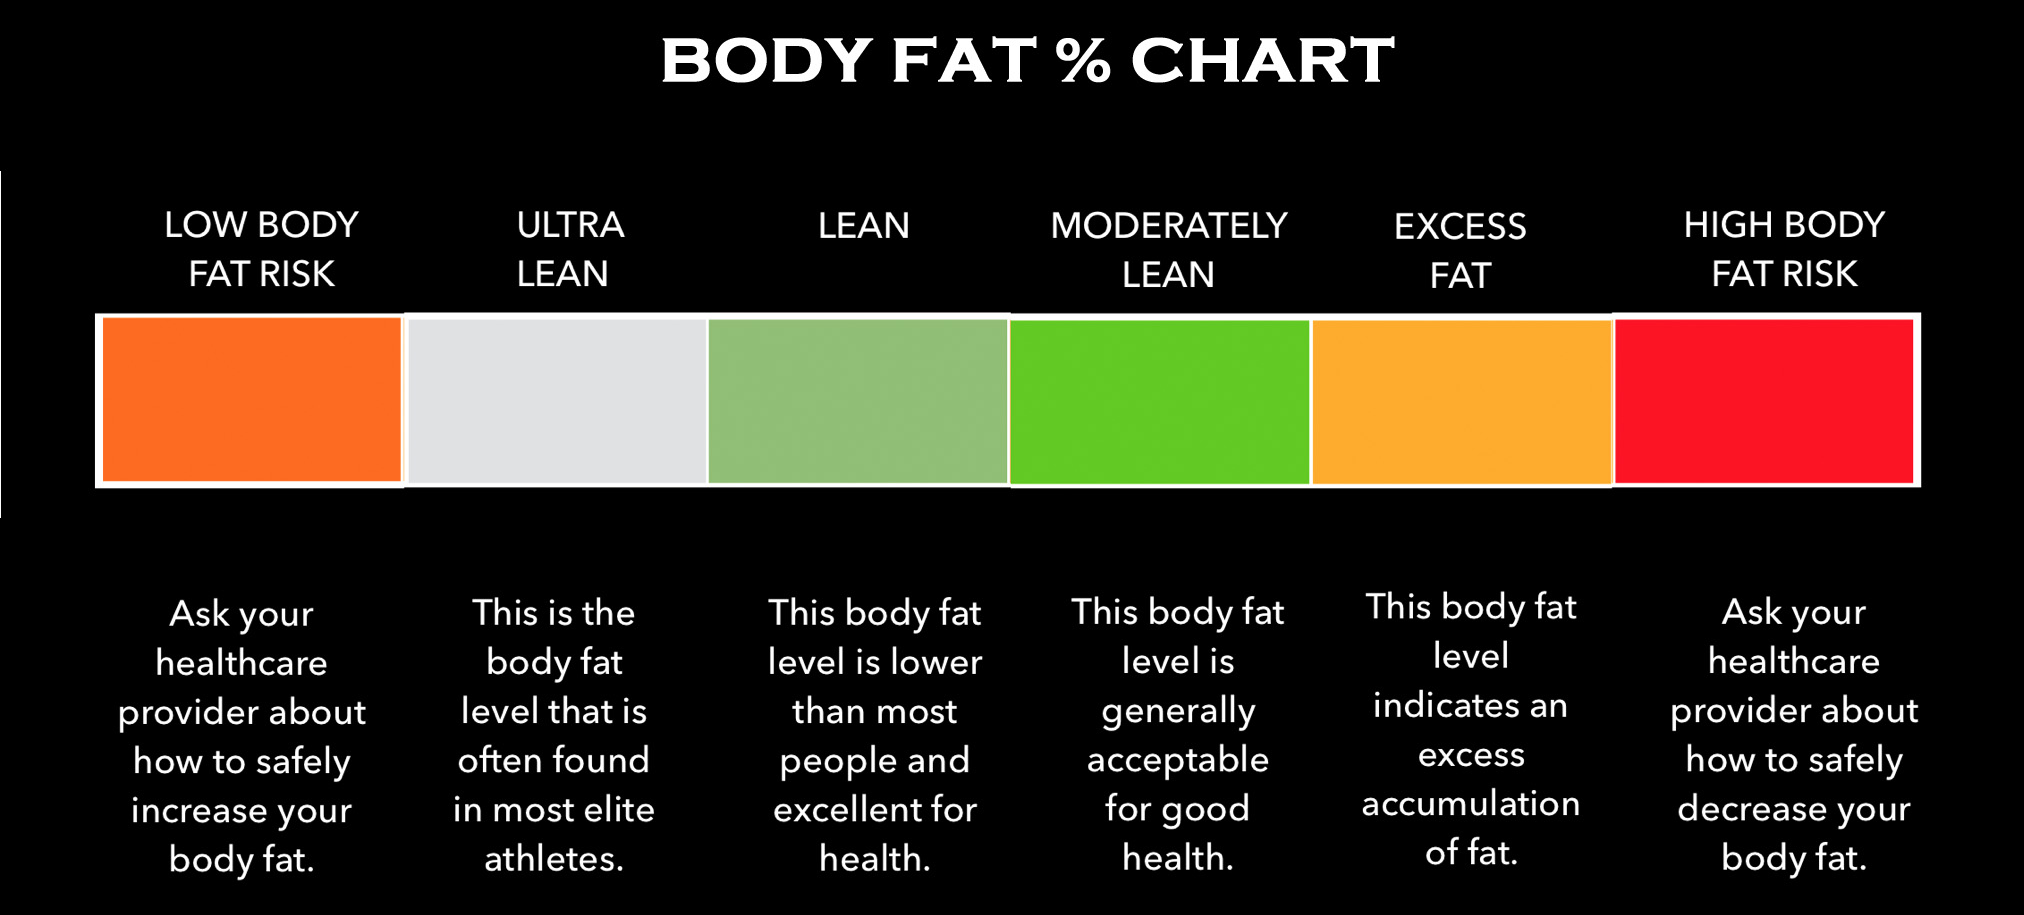 BODY FAT % CHART
LOW BODY
FAT RISK
ULTRA
LEAN
LEAN
MODERATELY
LEAN
EXCESS
FAT
HIGH BODY
FAT RISK
Ask your
healthcare
provider about
how to safely
increase your
body fat.
This is the
body fat
level that is
often found
in most elite
athletes.
This body fat
level is lower
than most
people and
excellent for
health.
This body fat
level is
generally
acceptable
for good
health.
This body fat
level
indicates an
excess
accumulation
of fat.
Ask your
healthcare
provider about
how to safely
decrease your
body fat.